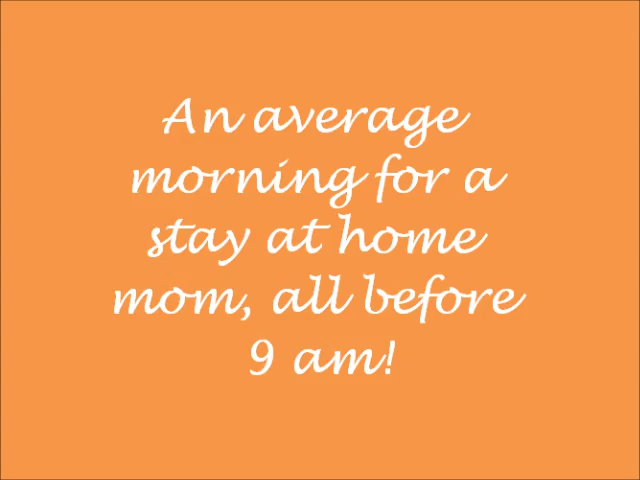 An average
morning for a
stay at home
mom, all before
9 am!